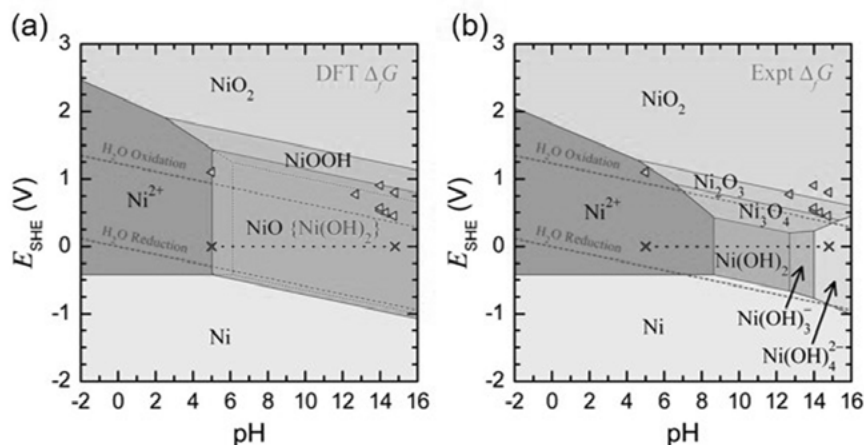 (a)
3
2
1
0
-1
-2
E_SHE (V)
DFT Δ_fG
NiO₂
NiOOH
H₂O Oxidation
Ni²⁺
NiO {Ni(OH)₂}
H₂O Reduction
Ni
-2 0 2 4 6 8 10 12 14 16
pH
(b)
3
2
1
0
-1
-2
E_SHE (V)
Expt Δ_fG
NiO₂
H₂O Oxidation
Ni₂O₃
Ni₃O₄
Ni²⁺
H₂O Reduction
Ni(OH)₂
Ni
Ni(OH)₃⁻
Ni(OH)₄²⁻
-2 0 2 4 6 8 10 12 14 16
pH